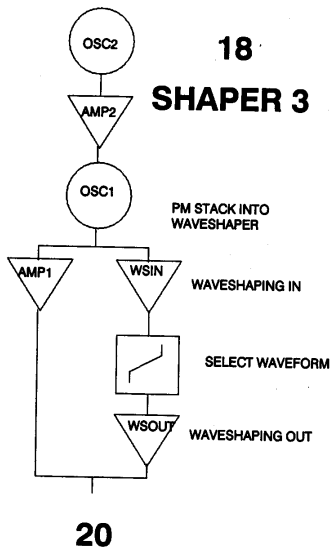 OSC2
18
SHAPER 3
AMP2
OSC1
PM STACK INTO
WAVESHAPER
AMP1
WSIN
WAVESHAPING IN
SELECT WAVEFORM
WSOUT
WAVESHAPING OUT
20